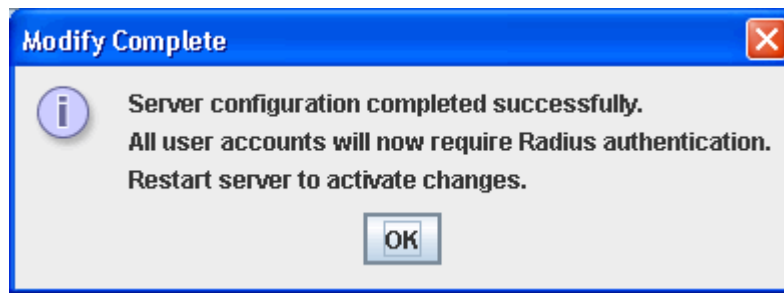 Modify Complete
Server configuration completed successfully.
All user accounts will now require Radius authentication.
Restart server to activate changes.
OK